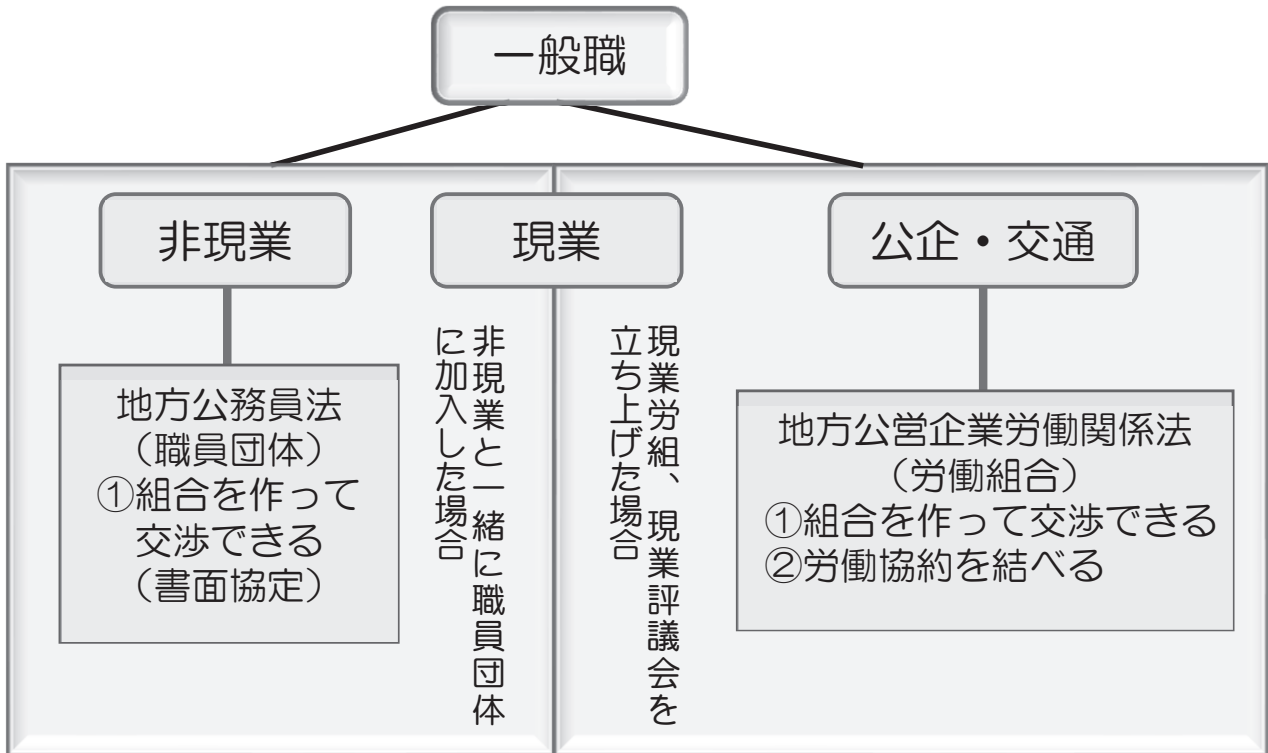 一般職
非現業
現業
公企・交通
地方公務員法
（職員団体）
①組合を作って
交渉できる
（書面協定）
非現業と一緒に職員団体
に加入した場合
現業労組、現業評議会を
立ち上げた場合
地方公営企業労働関係法
（労働組合）
①組合を作って交渉できる
②労働協約を結べる